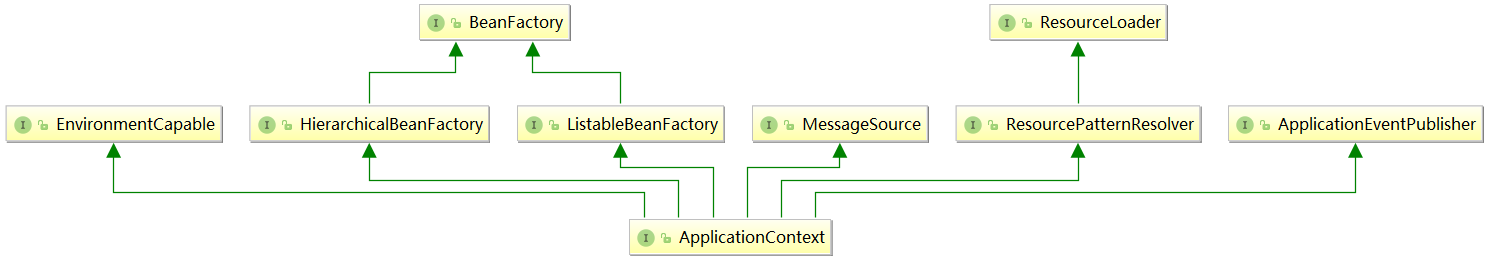 I BeanFactory
I ResourceLoader
I EnvironmentCapable
I HierarchicalBeanFactory
I ListableBeanFactory
I MessageSource
I ResourcePatternResolver
I ApplicationEventPublisher
I ApplicationContext